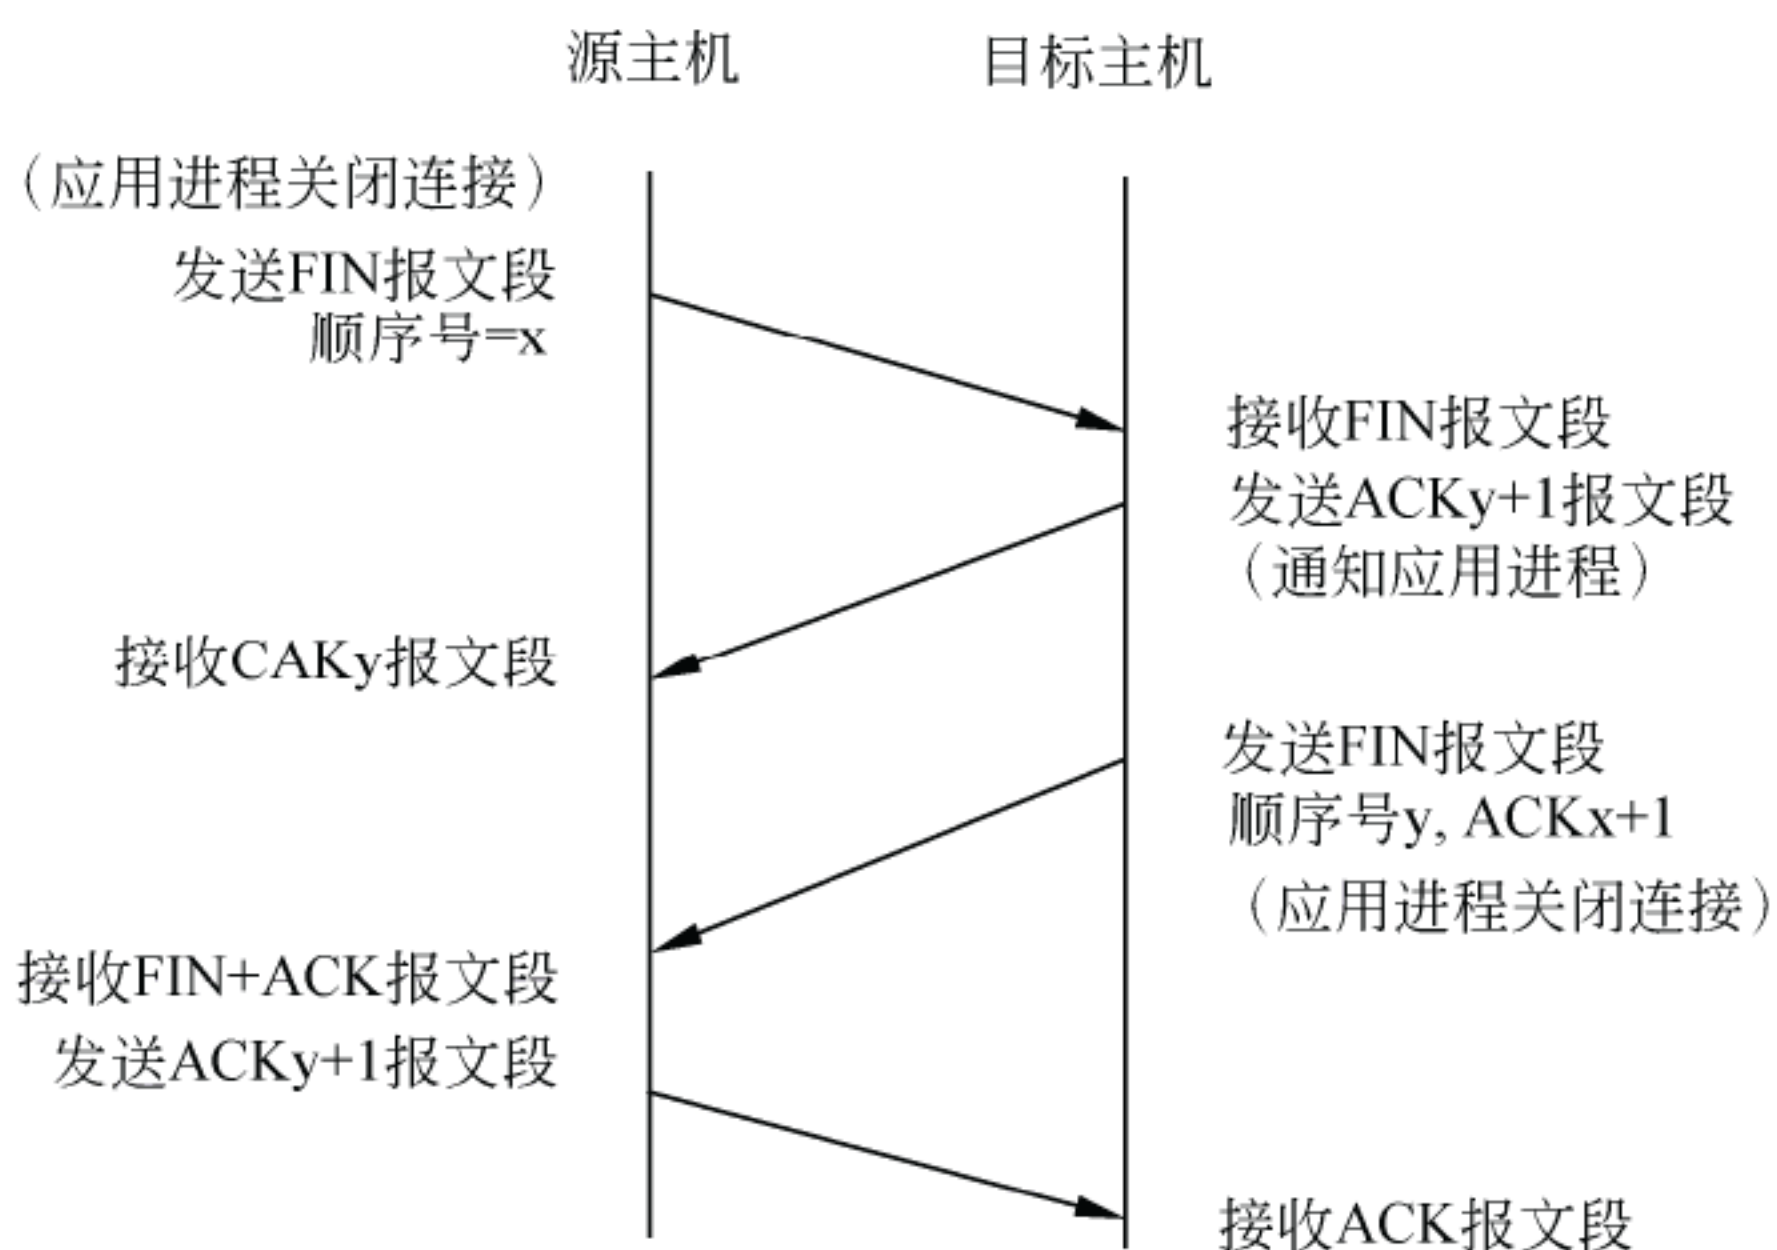 源主机
目标主机
（应用进程关闭连接）
发送FIN报文段
顺序号=x
接收FIN报文段
发送ACKy+1报文段
（通知应用进程）
接收CAKy报文段
发送FIN报文段
顺序号y, ACKx+1
（应用进程关闭连接）
接收FIN+ACK报文段
发送ACKy+1报文段
接收ACK报文段